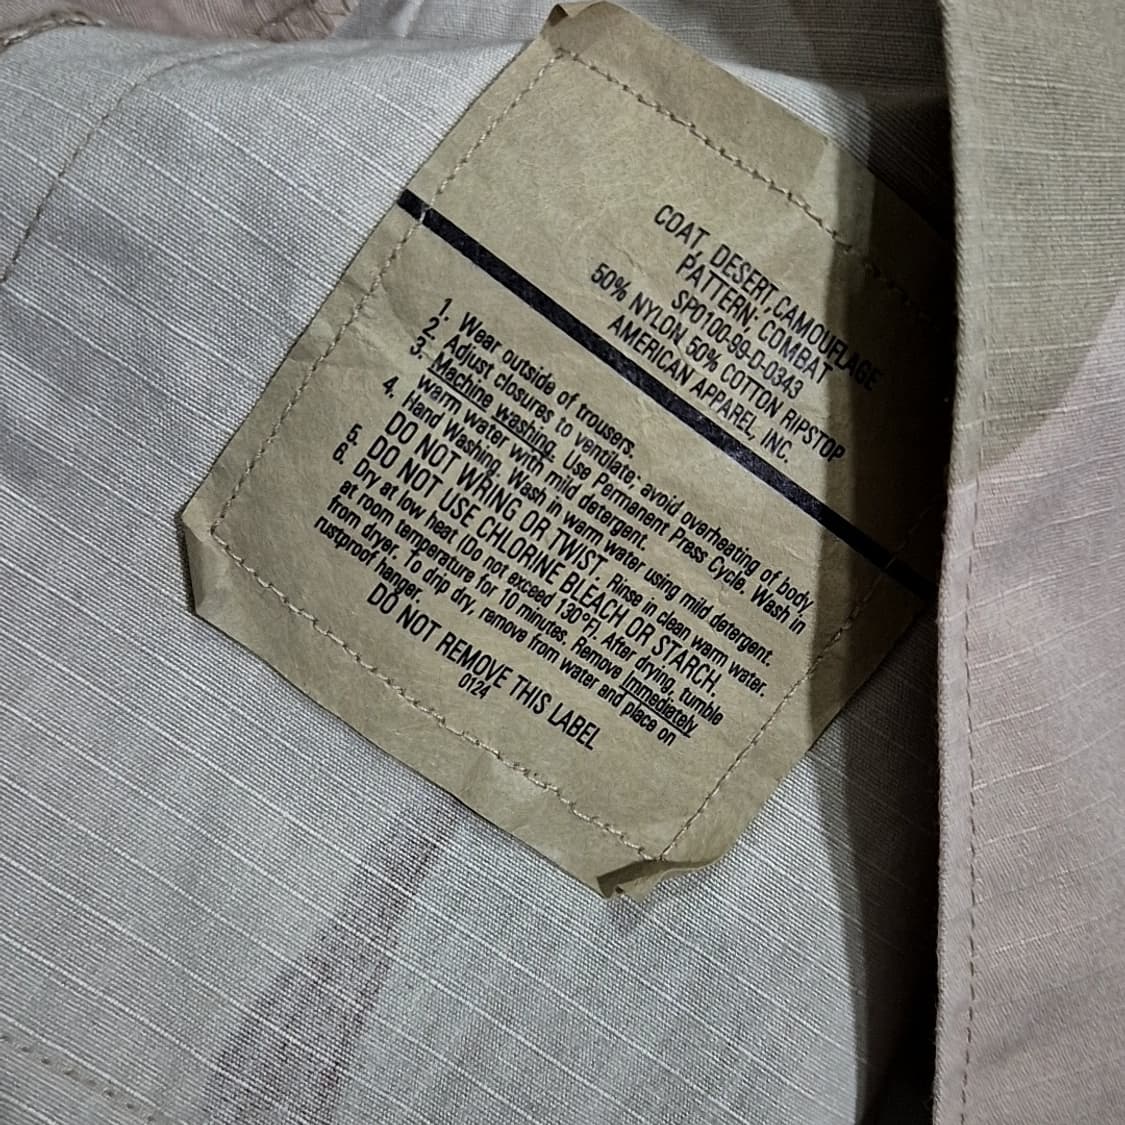 COAT, DESERT, CAMOUFLAGE
PATTERN; COMBAT
SP0100-99-D-0343
50% NYLON 50% COTTON RIPSTOP
AMERICAN APPAREL, INC.
1. Wear outside of trousers.
2. Adjust closures to ventilate; avoid overheating of body.
3. Machine washing. Use Permanent Press Cycle. Wash in
warm water with mild detergent.
4. Hand Washing. Wash in warm water using mild detergent.
DO NOT WRING OR TWIST. Rinse in clean warm water.
5. DO NOT USE CHLORINE BLEACH OR STARCH.
6. Dry at low heat (Do not exceed 130°F). After drying, tumble
at room temperature for 10 minutes. Remove Immediately
from dryer. To drip dry, remove from water and place on
rustproof hanger.
DO NOT REMOVE THIS LABEL
0124